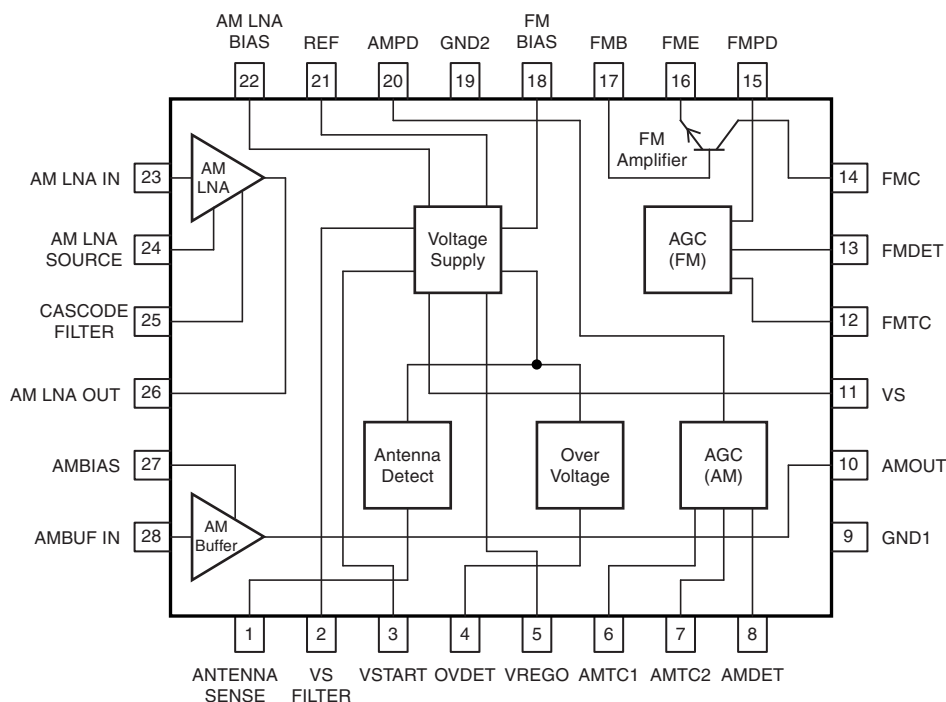 AM LNA
BIAS
REF
AMPD
GND2
FM
BIAS
FMB
FME
FMPD
22
21
20
19
18
17
16
15
AM LNA IN
23
AM
LNA
FM
Amplifier
14
FMC
AM LNA
SOURCE
24
Voltage
Supply
AGC
(FM)
13
FMDET
CASCODE
FILTER
25
12
FMTC
AM LNA OUT
26
11
VS
AMBIAS
27
Antenna
Detect
Over
Voltage
AGC
(AM)
10
AMOUT
AMBUF IN
28
AM
Buffer
9
GND1
1
2
3
4
5
6
7
8
ANTENNA
SENSE
VS
FILTER
VSTART
OVDET
VREGO
AMTC1
AMTC2
AMDET